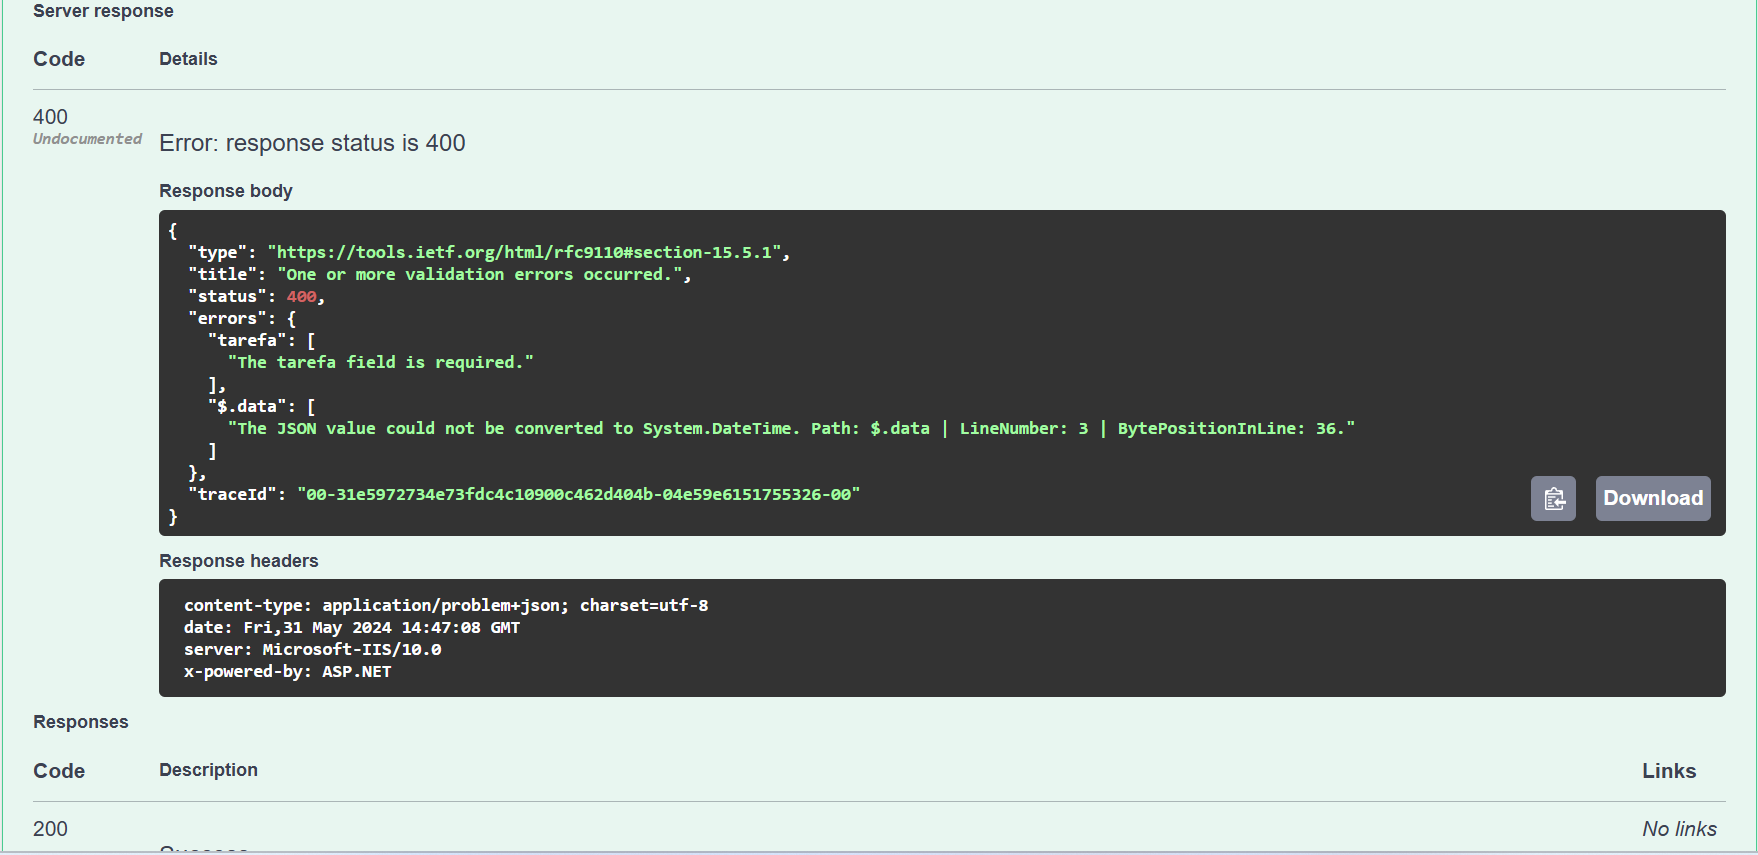 Server response
Code Details
400
Undocumented
Error: response status is 400
Response body
{
"type": "https://tools.ietf.org/html/rfc9110#section-15.5.1",
"title": "One or more validation errors occurred.",
"status": 400,
"errors": {
"tarefa": [
"The tarefa field is required."
],
"$.data": [
"The JSON value could not be converted to System.DateTime. Path: $.data | LineNumber: 3 | BytePositionInLine: 36."
]
},
"traceId": "00-31e5972734e73fdc4c10900c462d404b-04e59e6151755326-00"
}
Download
Response headers
content-type: application/problem+json; charset=utf-8
date: Fri,31 May 2024 14:47:08 GMT
server: Microsoft-IIS/10.0
x-powered-by: ASP.NET
Responses
Code Description Links
200 No links